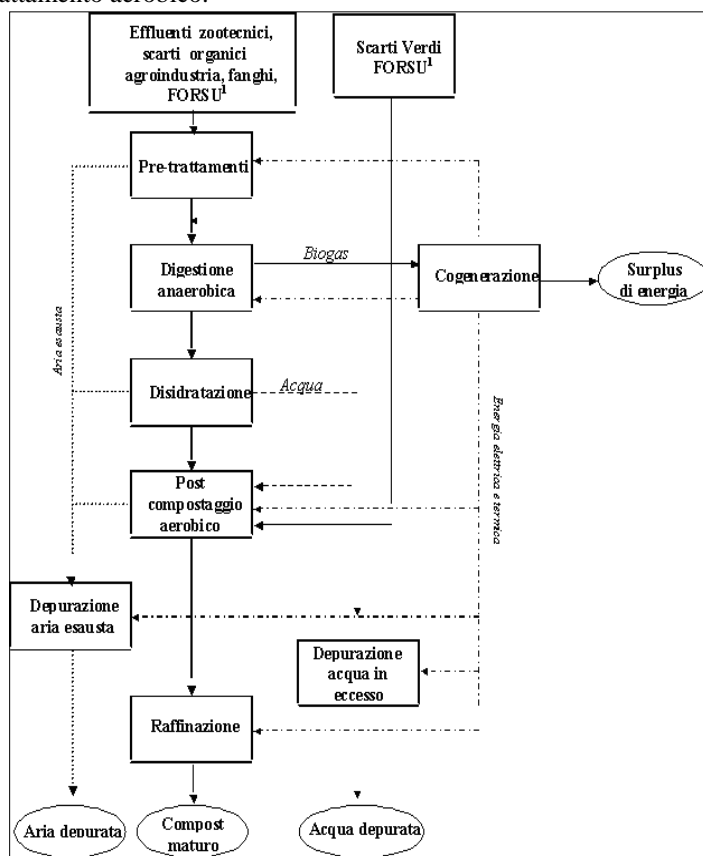 attamento aerobico.
Effluenti zootecnici,
scarti organici
agroindustria, fanghi,
FORSU¹
Scarti Verdi
FORSU¹
Pre-trattamenti
Digestione
anaerobica
Biogas
Cogenerazione
Surplus
di energia
Aria esausta
Disidratazione
Acqua
Energia elettrica e termica
Post
compostaggio
aerobico
Depurazione
aria esausta
Depurazione
acqua in
eccesso
Raffinazione
Aria depurata
Compost
maturo
Acqua depurata